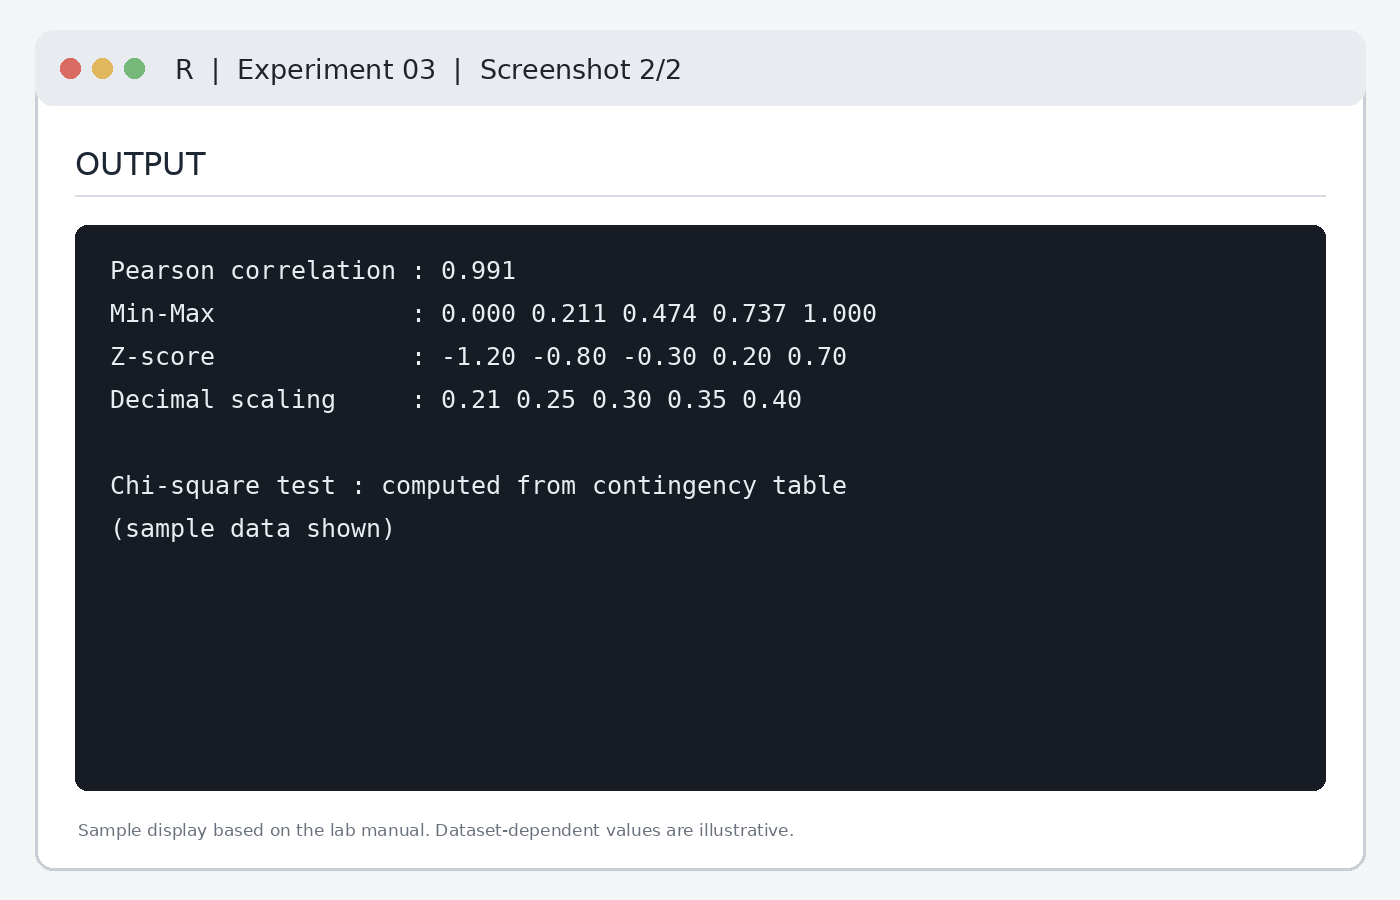 R | Experiment 03 | Screenshot 2/2
OUTPUT
Pearson correlation : 0.991
Min-Max             : 0.000 0.211 0.474 0.737 1.000
Z-score             : -1.20 -0.80 -0.30 0.20 0.70
Decimal scaling     : 0.21 0.25 0.30 0.35 0.40
Chi-square test : computed from contingency table
(sample data shown)
Sample display based on the lab manual. Dataset-dependent values are illustrative.